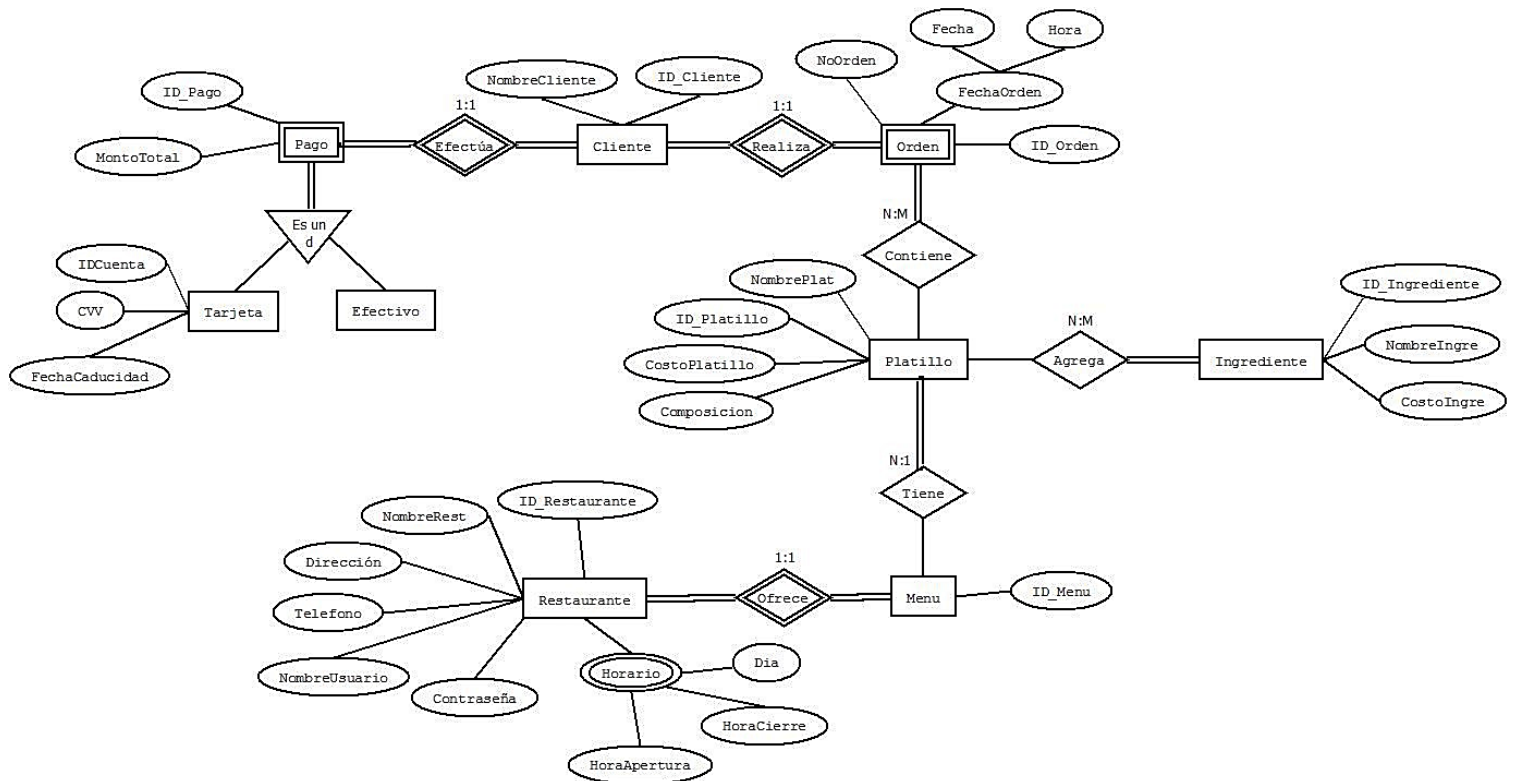 Fecha
Hora
NoOrden
NombreCliente
ID_Cliente
ID_Pago
FechaOrden
1:1
1:1
Pago
Efectúa
Cliente
Realiza
Orden
ID_Orden
MontoTotal
N:M
Es un
d
Contiene
IDCuenta
NombrePlat
ID_Ingrediente
CVV
Tarjeta
Efectivo
ID_Platillo
N:M
NombreIngre
CostoPlatillo
Platillo
Agrega
Ingrediente
FechaCaducidad
CostoIngre
Composicion
N:1
Tiene
ID_Restaurante
NombreRest
1:1
Dirección
Restaurante
Ofrece
Menu
ID_Menu
Telefono
NombreUsuario
Horario
Dia
Contraseña
HoraCierre
HoraApertura